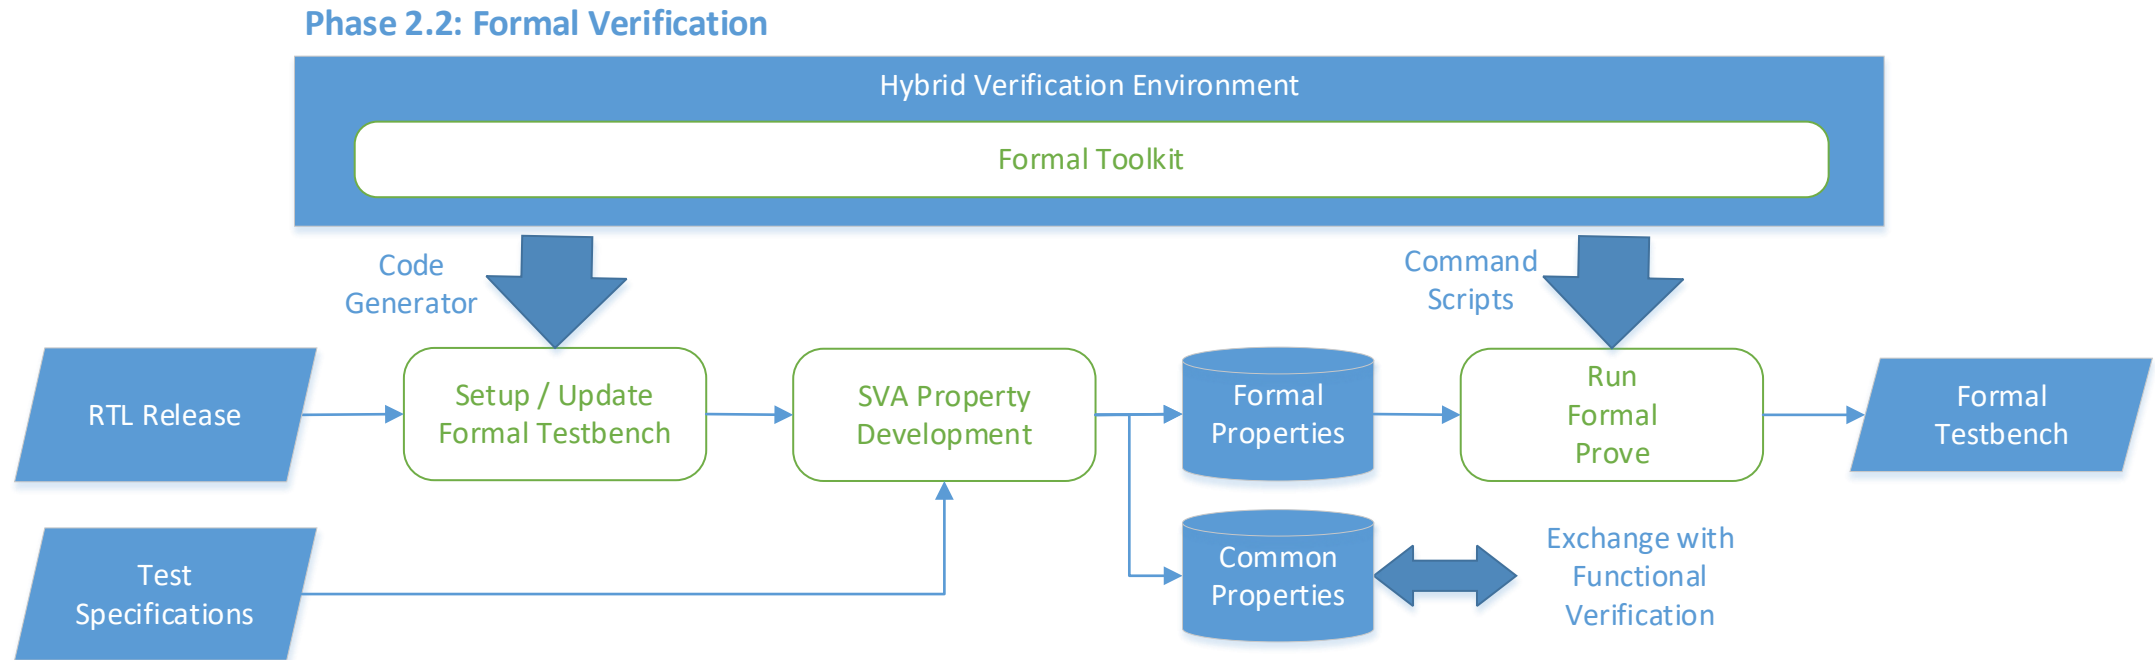 Phase 2.2: Formal Verification
Hybrid Verification Environment
Formal Toolkit
Code
Generator
Command
Scripts
RTL Release
Setup / Update
Formal Testbench
SVA Property
Development
Formal
Properties
Run
Formal
Prove
Formal
Testbench
Test
Specifications
Common
Properties
Exchange with
Functional
Verification